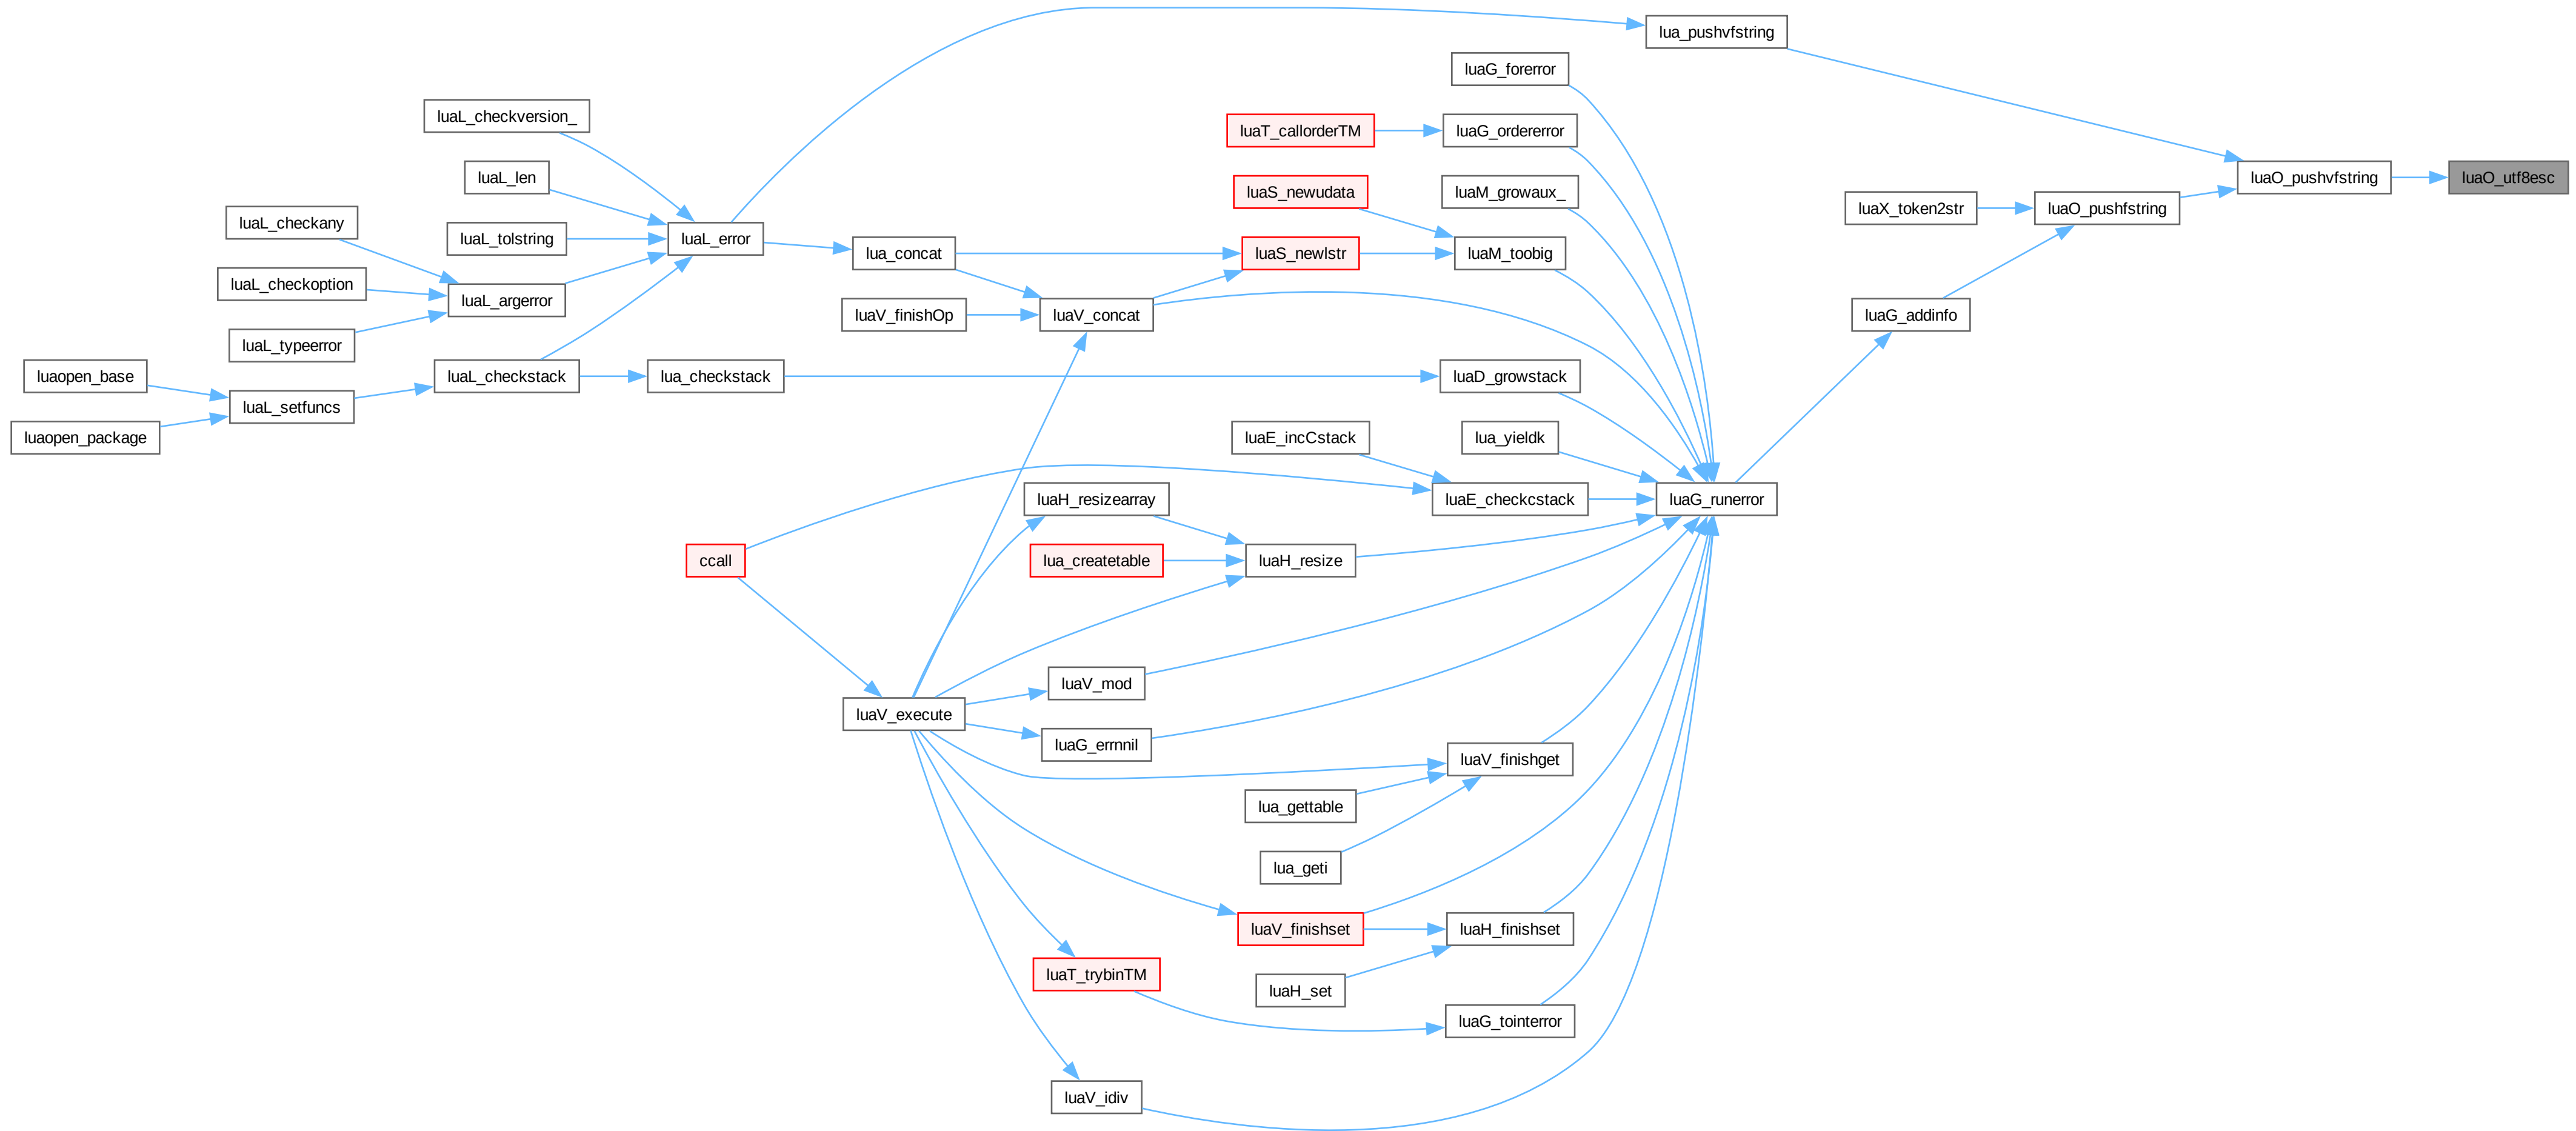 lua_pushvfstring
luaG_forerror
luaL_checkversion_
luaT_callorderTM
luaG_ordererror
luaL_len
luaO_pushvfstring
luaO_utf8esc
luaS_newudata
luaM_growaux_
luaX_token2str
luaO_pushfstring
luaL_checkany
luaL_tolstring
luaL_error
lua_concat
luaS_newlstr
luaM_toobig
luaL_checkoption
luaL_argerror
luaV_finishOp
luaV_concat
luaG_addinfo
luaL_typeerror
luaopen_base
luaL_checkstack
lua_checkstack
luaD_growstack
luaL_setfuncs
luaopen_package
luaE_incCstack
lua_yieldk
luaH_resizearray
luaE_checkcstack
luaG_runerror
ccall
lua_createtable
luaH_resize
luaV_mod
luaV_execute
luaG_errnnil
luaV_finishget
lua_gettable
lua_geti
luaV_finishset
luaH_finishset
luaT_trybinTM
luaH_set
luaG_tointerror
luaV_idiv